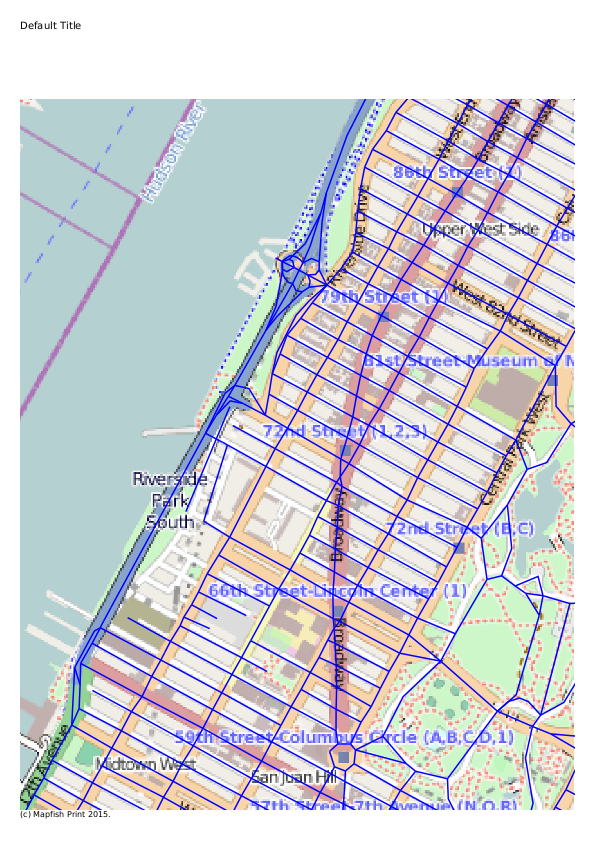 Default Title
Hudson River
West End
Broadway
86th Street (1)
Upper West Side
86t
Riverside Drive
79th Street (1)
West 82nd Street
81st Street-Museum of N
Central Park West
72nd Street (1,2,3)
Riverside
Park
South
Broadway
72nd Street (B,C)
66th Street-Lincoln Center (1)
Broadway
59th Street-Columbus Circle (A,B,C,D,1)
12th Avenue
Midtown West
San Juan Hill
57th Street-7th Avenue (N,Q,R)
(c) Mapfish Print 2015.